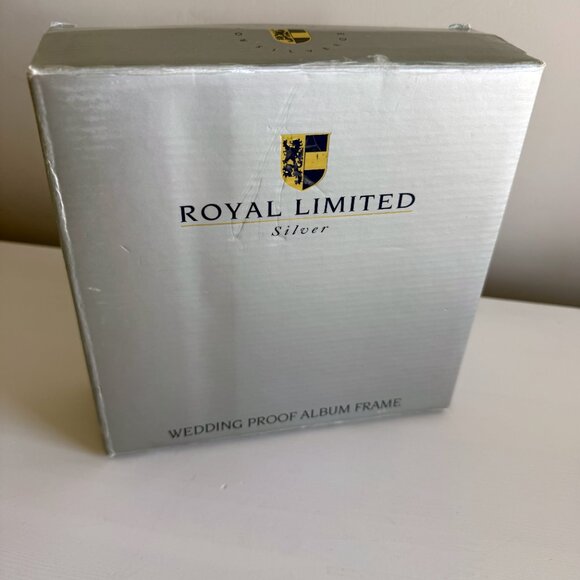 ROYAL LIMITED
Silver
WEDDING PROOF ALBUM FRAME